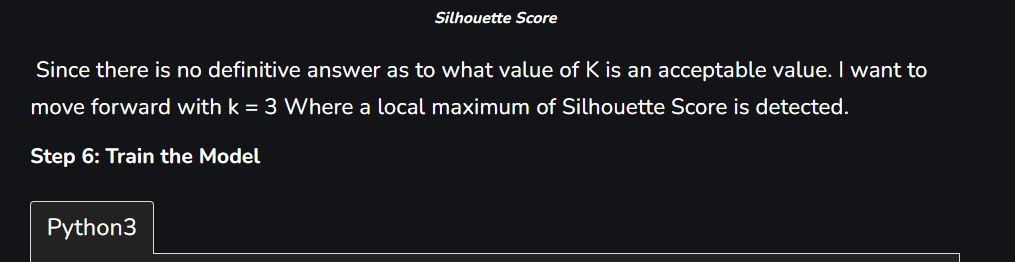 Silhouette Score
Since there is no definitive answer as to what value of K is an acceptable value. I want to
move forward with k = 3 Where a local maximum of Silhouette Score is detected.
Step 6: Train the Model
Python3